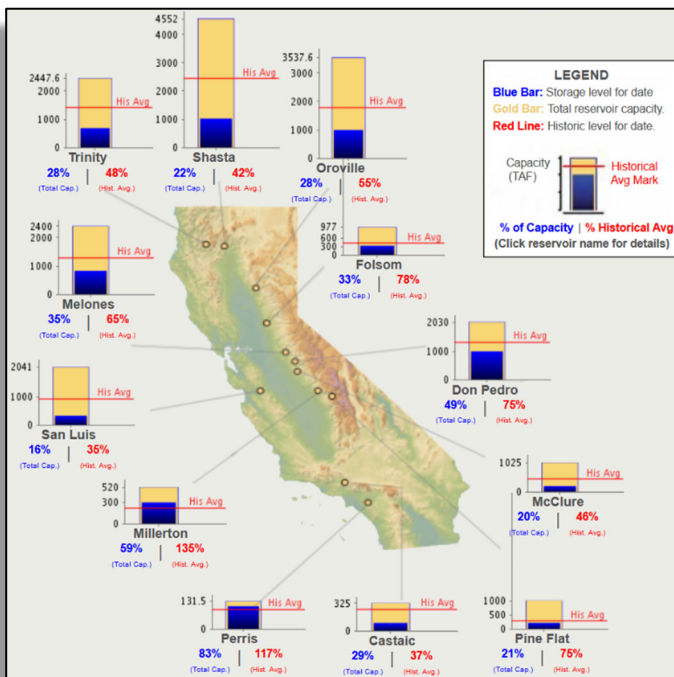 4552
4000
3000
2000
1000
0
His Avg
Shasta
22% | 42%
(Total Cap.) (Hist. Avg.)
2447.6
2000
1000
0
His Avg
Trinity
28% | 48%
(Total Cap.) (Hist. Avg.)
3537.6
3000
2000
1000
0
His Avg
Oroville
28% | 55%
(Total Cap.) (Hist. Avg.)
LEGEND
Blue Bar: Storage level for date
Gold Bar: Total reservoir capacity.
Red Line: Historic level for date.
Capacity
(TAF)
Historical
Avg Mark
% of Capacity | % Historical Avg
(Click reservoir name for details)
2400
2000
1000
0
His Avg
Melones
35% | 65%
(Total Cap.) (Hist. Avg.)
977
600
300
0
His Avg
Folsom
33% | 78%
(Total Cap.) (Hist. Avg.)
2030
1000
0
His Avg
Don Pedro
49% | 75%
(Total Cap.) (Hist. Avg.)
2041
1000
0
His Avg
San Luis
16% | 35%
(Total Cap.) (Hist. Avg.)
1025
0
His Avg
McClure
20% | 46%
(Total Cap.) (Hist. Avg.)
520
300
0
His Avg
Millerton
59% | 135%
(Total Cap.) (Hist. Avg.)
131.5
0
His Avg
Perris
83% | 117%
(Total Cap.) (Hist. Avg.)
325
0
His Avg
Castaic
29% | 37%
(Total Cap.) (Hist. Avg.)
1000
500
0
His Avg
Pine Flat
21% | 75%
(Total Cap.) (Hist. Avg.)